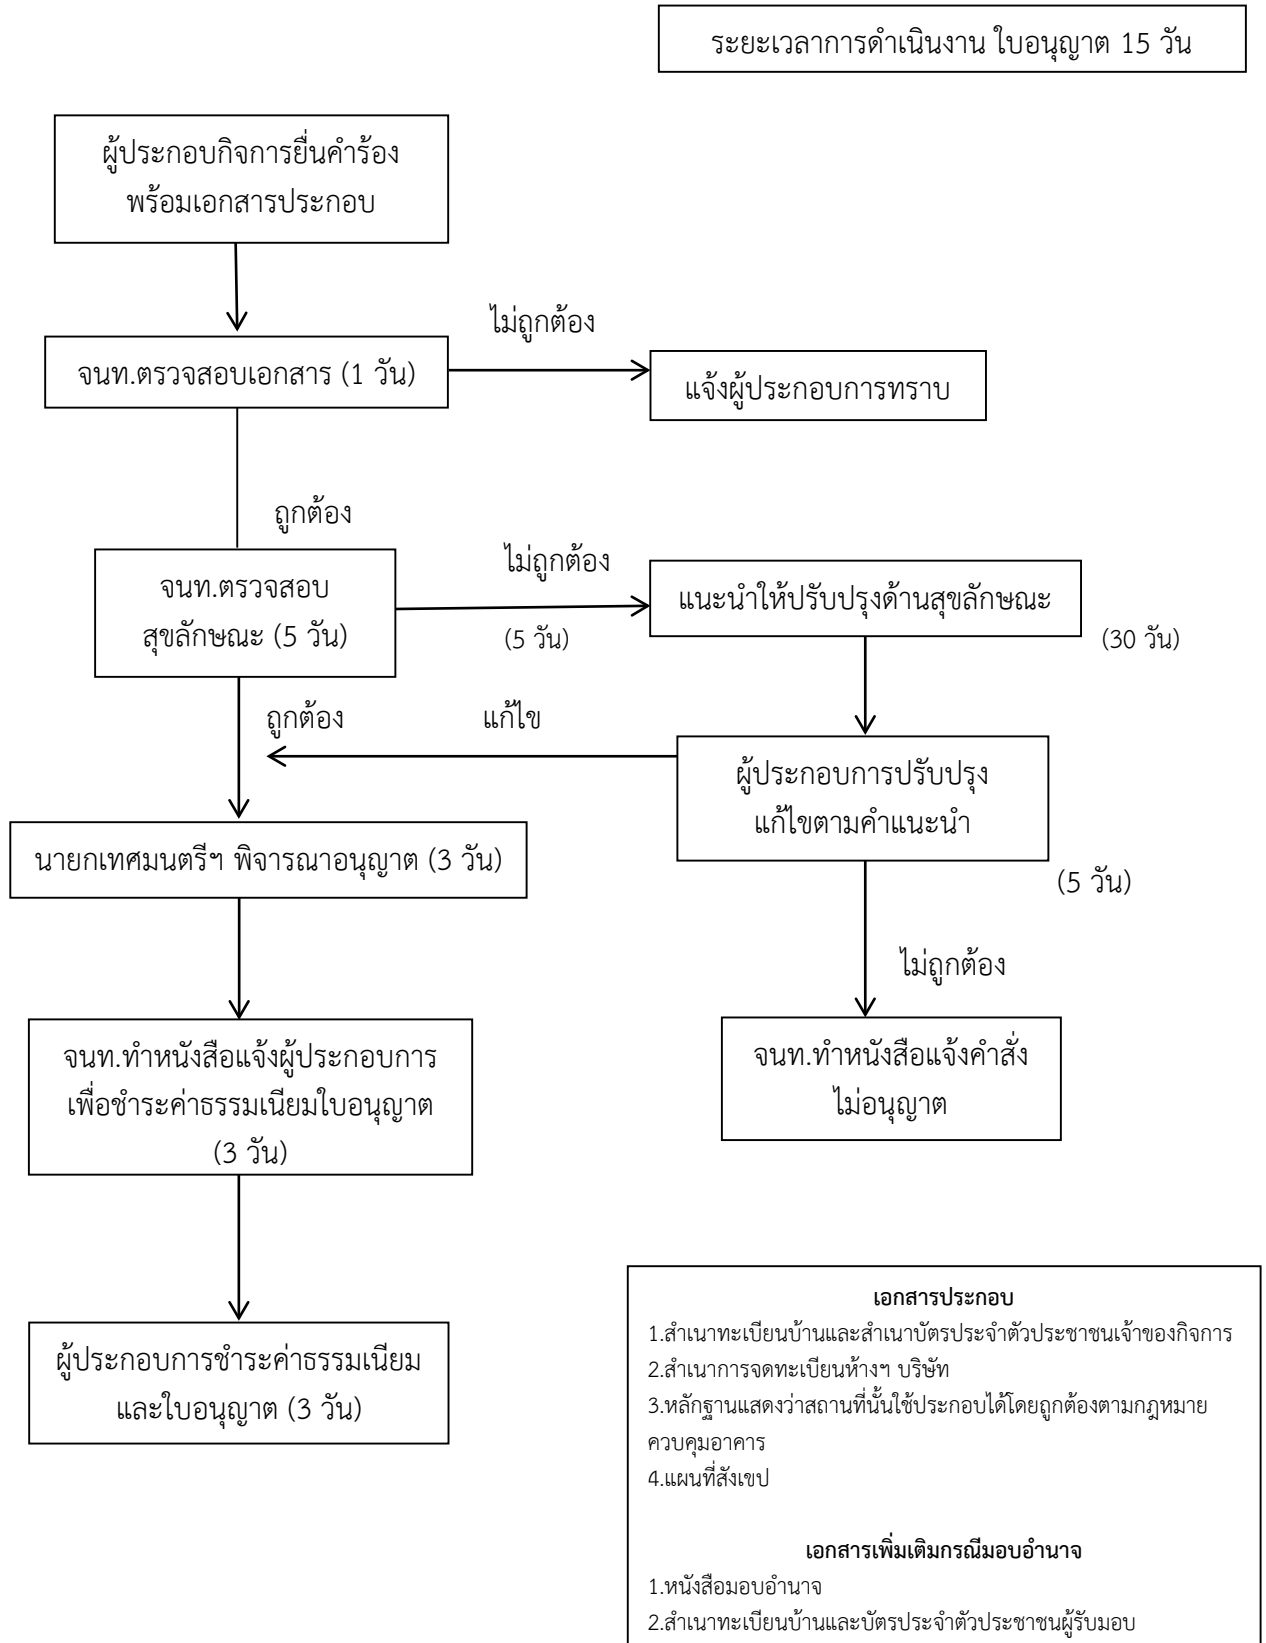 ระยะเวลาการดำเนินงาน ใบอนุญาต 15 วัน
ผู้ประกอบกิจการยื่นคำร้อง
พร้อมเอกสารประกอบ
ไม่ถูกต้อง
จนท.ตรวจสอบเอกสาร (1 วัน)
แจ้งผู้ประกอบการทราบ
ถูกต้อง
จนท.ตรวจสอบ
สุขลักษณะ (5 วัน)
ไม่ถูกต้อง
(5 วัน)
แนะนำให้ปรับปรุงด้านสุขลักษณะ
(30 วัน)
ถูกต้อง
แก้ไข
ผู้ประกอบการปรับปรุง
แก้ไขตามคำแนะนำ
(5 วัน)
นายกเทศมนตรีฯ พิจารณาอนุญาต (3 วัน)
ไม่ถูกต้อง
จนท.ทำหนังสือแจ้งผู้ประกอบการ
เพื่อชำระค่าธรรมเนียมใบอนุญาต
(3 วัน)
จนท.ทำหนังสือแจ้งคำสั่ง
ไม่อนุญาต
ผู้ประกอบการชำระค่าธรรมเนียม
และใบอนุญาต (3 วัน)
เอกสารประกอบ
1.สำเนาทะเบียนบ้านและสำเนาบัตรประจำตัวประชาชนเจ้าของกิจการ
2.สำเนาการจดทะเบียนห้างฯ บริษัท
3.หลักฐานแสดงว่าสถานที่นั้นใช้ประกอบได้โดยถูกต้องตามกฎหมาย
ควบคุมอาคาร
4.แผนที่สังเขป
เอกสารเพิ่มเติมกรณีมอบอำนาจ
1.หนังสือมอบอำนาจ
2.สำเนาทะเบียนบ้านและบัตรประจำตัวประชาชนผู้รับมอบ